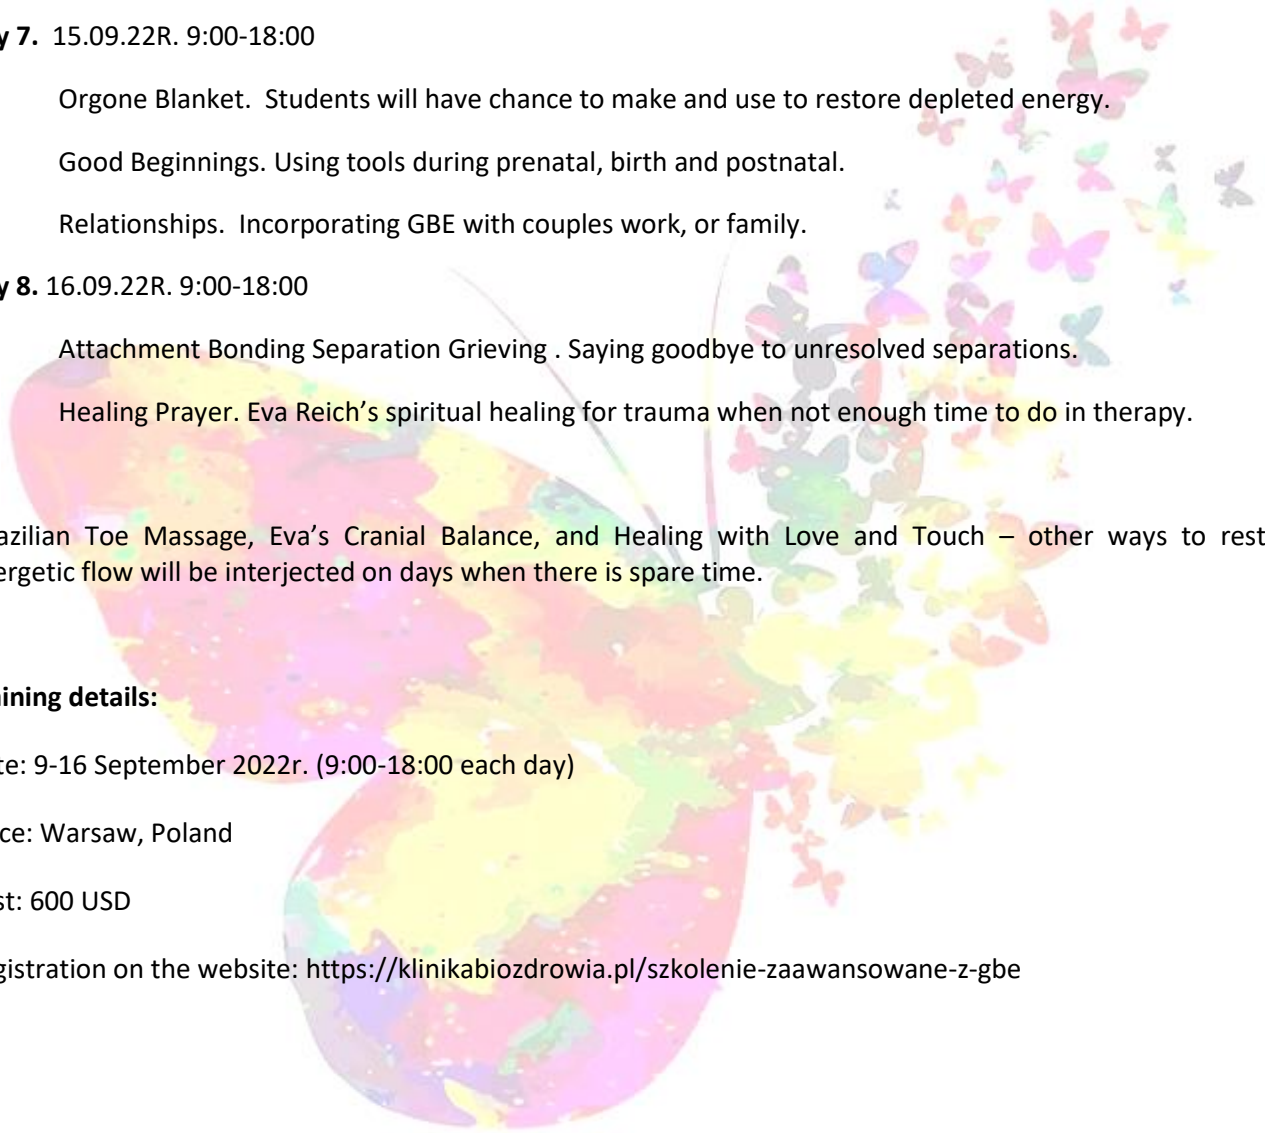 y 7. 15.09.22R. 9:00-18:00
Orgone Blanket. Students will have chance to make and use to restore depleted energy.
Good Beginnings. Using tools during prenatal, birth and postnatal.
Relationships. Incorporating GBE with couples work, or family.
y 8. 16.09.22R. 9:00-18:00
Attachment Bonding Separation Grieving . Saying goodbye to unresolved separations.
Healing Prayer. Eva Reich’s spiritual healing for trauma when not enough time to do in therapy.
azilian Toe Massage, Eva’s Cranial Balance, and Healing with Love and Touch – other ways to rest
ergetic flow will be interjected on days when there is spare time.
ining details:
te: 9-16 September 2022r. (9:00-18:00 each day)
ce: Warsaw, Poland
st: 600 USD
gistration on the website: https://klinikabiozdrowia.pl/szkolenie-zaawansowane-z-gbe